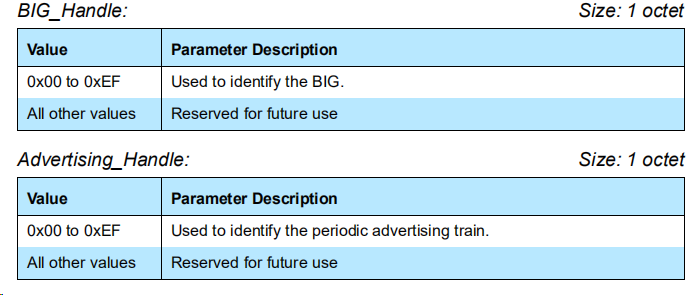 BIG_Handle: Size: 1 octet
Value Parameter Description
0x00 to 0xEF Used to identify the BIG.
All other values Reserved for future use
Advertising_Handle: Size: 1 octet
Value Parameter Description
0x00 to 0xEF Used to identify the periodic advertising train.
All other values Reserved for future use